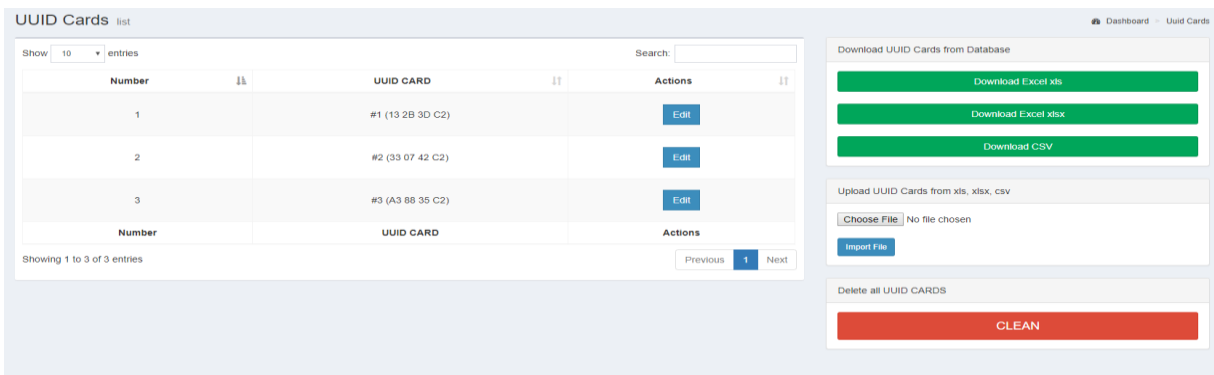 UUID Cards list
Dashboard > Uuid Cards
Show 10 entries
Search:
Number UUID CARD Actions
1 #1 (13 2B 3D C2) Edit
2 #2 (33 07 42 C2) Edit
3 #3 (A3 88 35 C2) Edit
Number UUID CARD Actions
Showing 1 to 3 of 3 entries
Previous 1 Next
Download UUID Cards from Database
Download Excel xls
Download Excel xlsx
Download CSV
Upload UUID Cards from xls, xlsx, csv
Choose File No file chosen
Import File
Delete all UUID CARDS
CLEAN